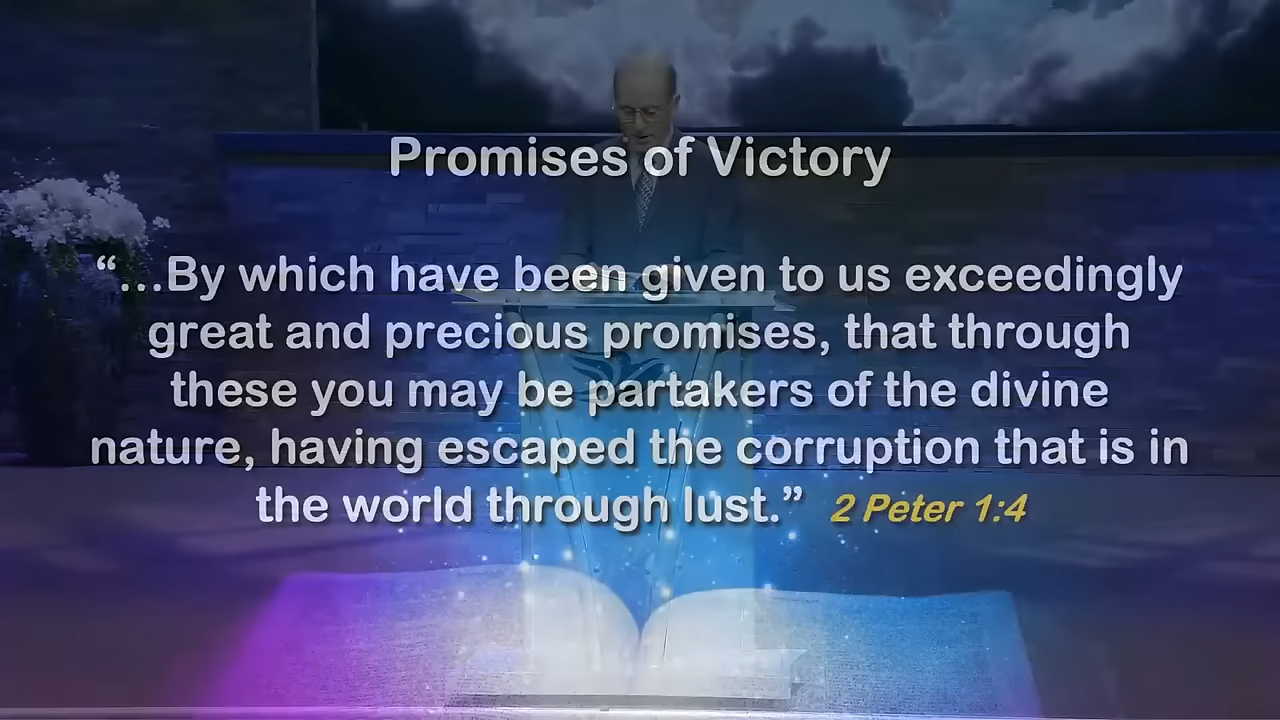 Promises of Victory
“…By which have been given to us exceedingly
great and precious promises, that through
these you may be partakers of the divine
nature, having escaped the corruption that is in
the world through lust.” 2 Peter 1:4